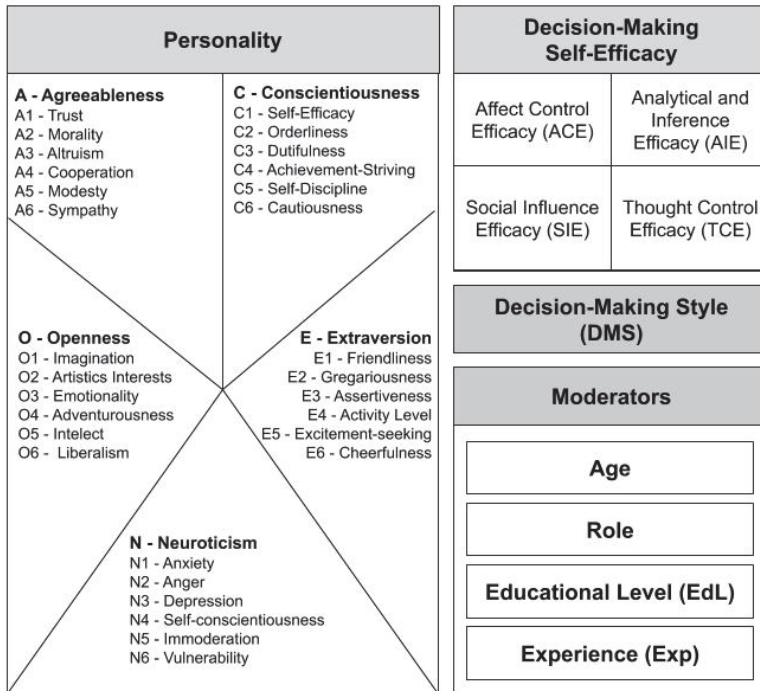 Personality
A - Agreeableness
A1 - Trust
A2 - Morality
A3 - Altruism
A4 - Cooperation
A5 - Modesty
A6 - Sympathy
C - Conscientiousness
C1 - Self-Efficacy
C2 - Orderliness
C3 - Dutifulness
C4 - Achievement-Striving
C5 - Self-Discipline
C6 - Cautiousness
O - Openness
O1 - Imagination
O2 - Artistics Interests
O3 - Emotionality
O4 - Adventurousness
O5 - Intelect
O6 - Liberalism
E - Extraversion
E1 - Friendliness
E2 - Gregariousness
E3 - Assertiveness
E4 - Activity Level
E5 - Excitement-seeking
E6 - Cheerfulness
N - Neuroticism
N1 - Anxiety
N2 - Anger
N3 - Depression
N4 - Self-conscientiousness
N5 - Immoderation
N6 - Vulnerability
Decision-Making
Self-Efficacy
Affect Control
Efficacy (ACE)
Analytical and
Inference
Efficacy (AIE)
Social Influence
Efficacy (SIE)
Thought Control
Efficacy (TCE)
Decision-Making Style
(DMS)
Moderators
Age
Role
Educational Level (EdL)
Experience (Exp)